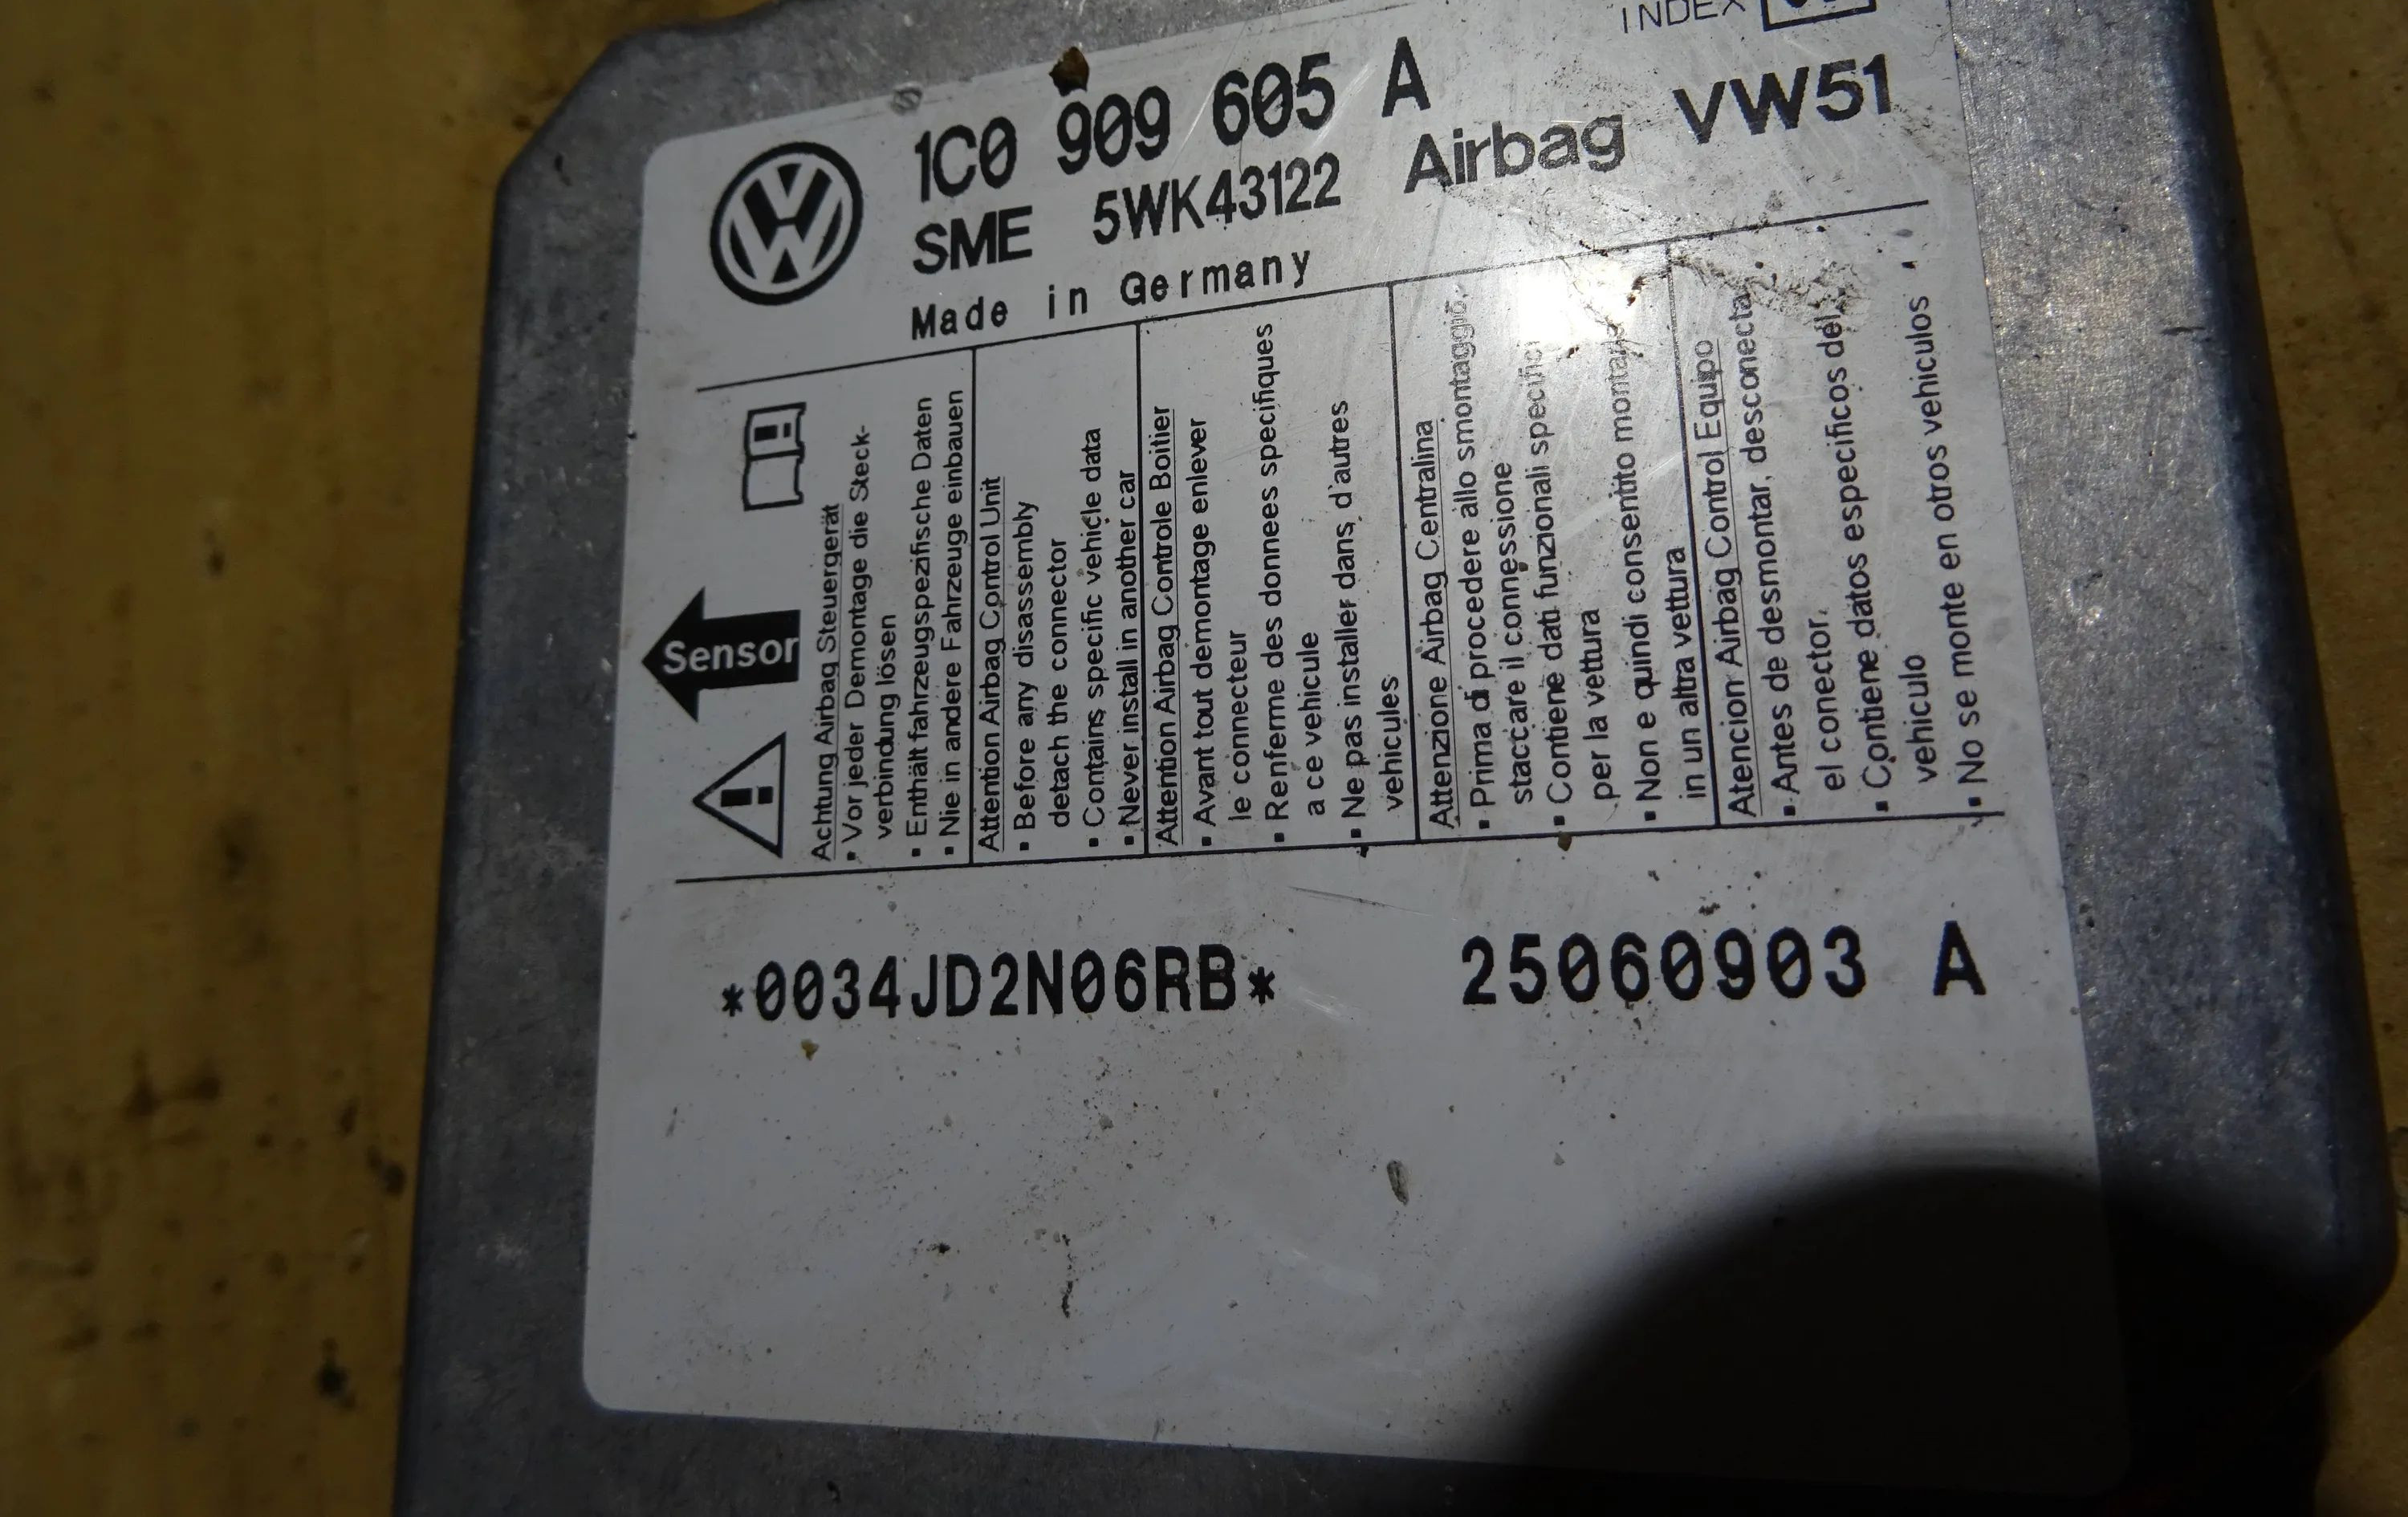 INDEX
1C0 909 605 A
SME 5WK43122 Airbag VW51
Made in Germany
Sensor
Achtung Airbag Steuergerät
▪ Vor jeder Demontage die Steck-
verbindung lösen
▪ Enthält fahrzeugspezifische Daten
▪ Nie in andere Fahrzeuge einbauen
Attention Airbag Control Unit
▪ Before any disassembly
detach the connector
▪ Contains specific vehicle data
▪ Never install in another car
Attention Airbag Controle Boitier
▪ Avant tout demontage enlever
le connecteur
▪ Renferme des donnees specifiques
a ce vehicule
▪ Ne pas installer dans d'autres
vehicules
Attenzione Airbag Centralina
▪ Prima di procedere allo smontaggio,
staccare il connessione
▪ Contiene dati funzionali specifici
per la vettura
▪ Non e quindi consentito
in un altra vettura
Atencion Airbag Control Equipo
▪ Antes de desmontar, desconectar
el conector.
▪ Contiene datos especificos del
vehiculo
▪ No se monte en otros vehiculos
*0034JD2N06RB* 25060903 A